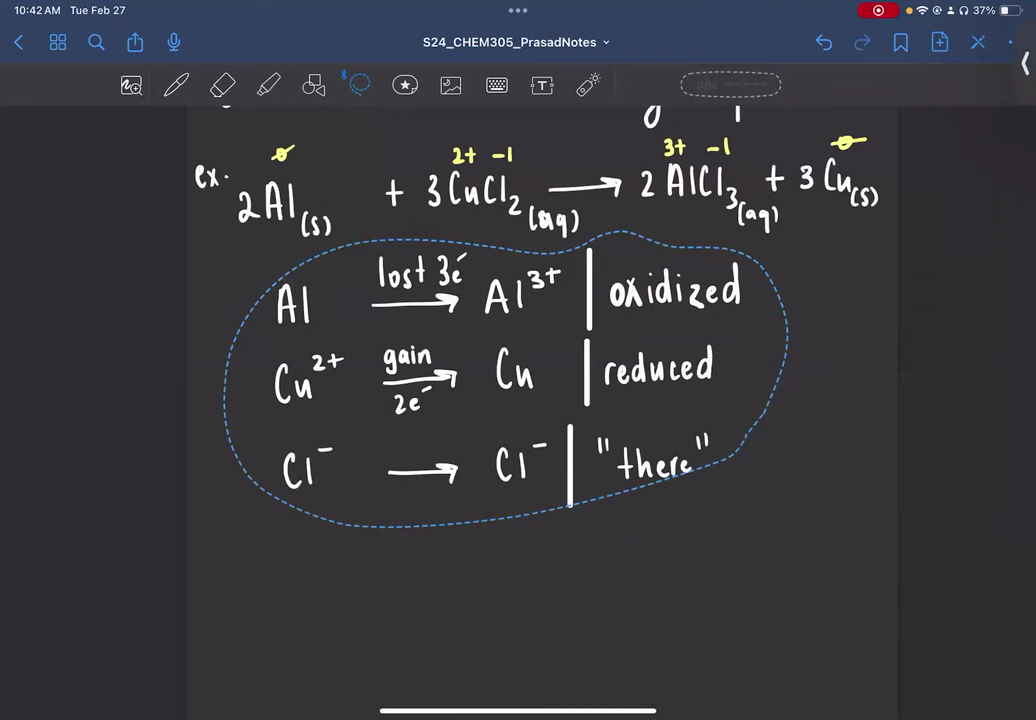 10:42 AM Tue Feb 27
37%
S24_CHEM305_PrasadNotes
abc
0 2+ -1 3+ -1 0
ex. 2Al(s) + 3CuCl₂(aq) ⟶ 2AlCl₃(aq) + 3Cu(s)
lost 3e⁻
Al ⟶ Al³⁺ | oxidized
gain
Cu²⁺ ⟶ Cu | reduced
2e⁻
Cl⁻ ⟶ Cl⁻ | "there"